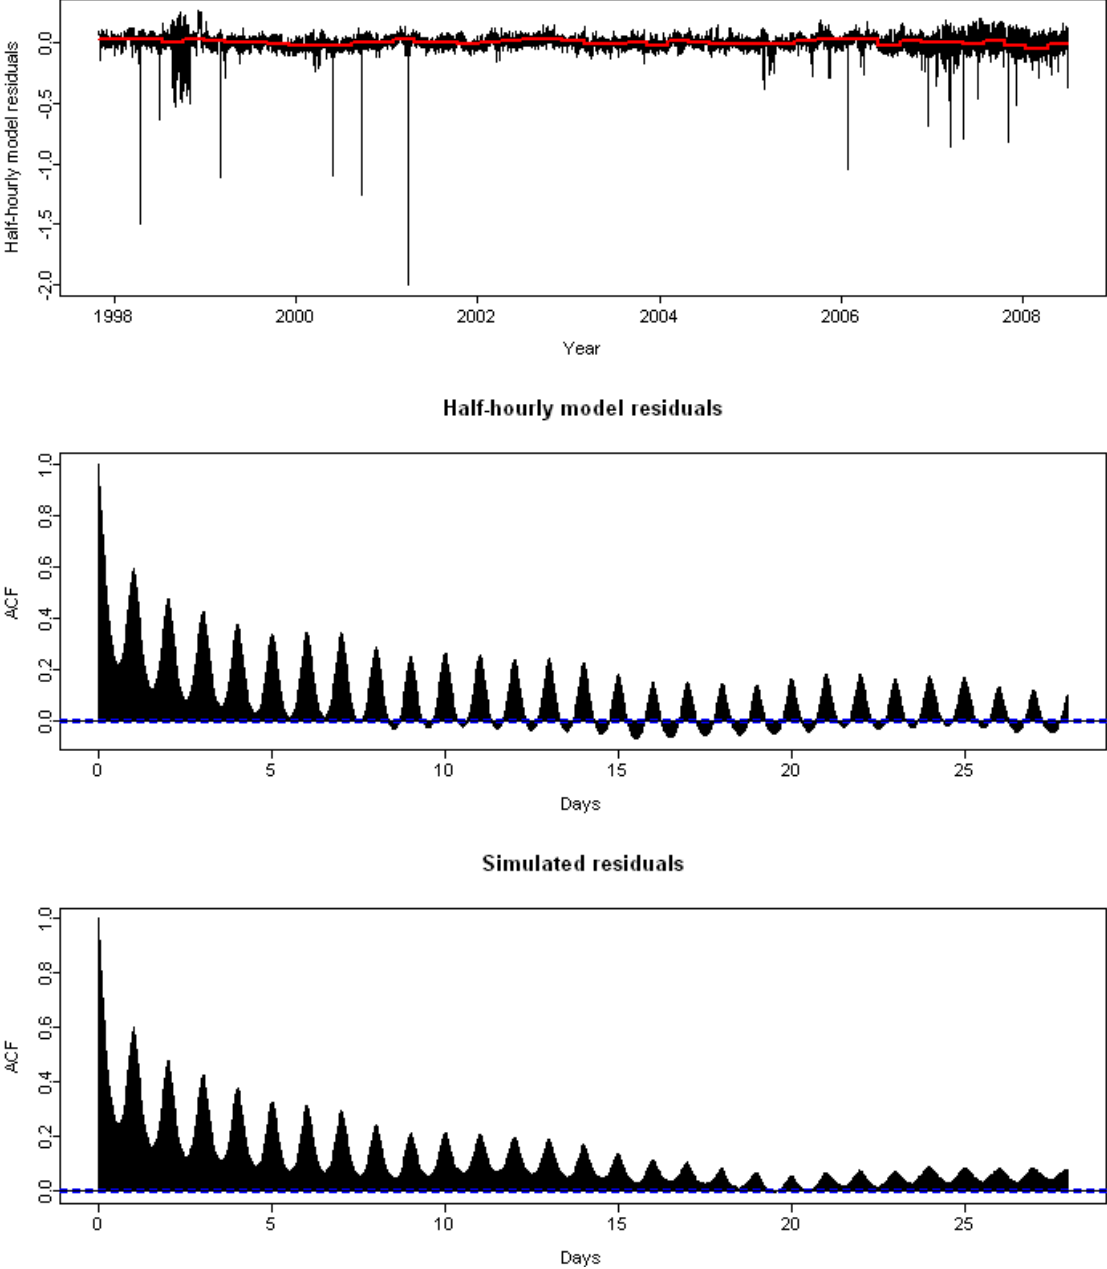 Half-hourly model residuals
0.0
-0.5
-1.0
-1.5
-2.0
1998 2000 2002 2004 2006 2008
Year
Half-hourly model residuals
ACF
1.0
0.8
0.6
0.4
0.2
0.0
0 5 10 15 20 25
Days
Simulated residuals
ACF
1.0
0.8
0.6
0.4
0.2
0.0
0 5 10 15 20 25
Days